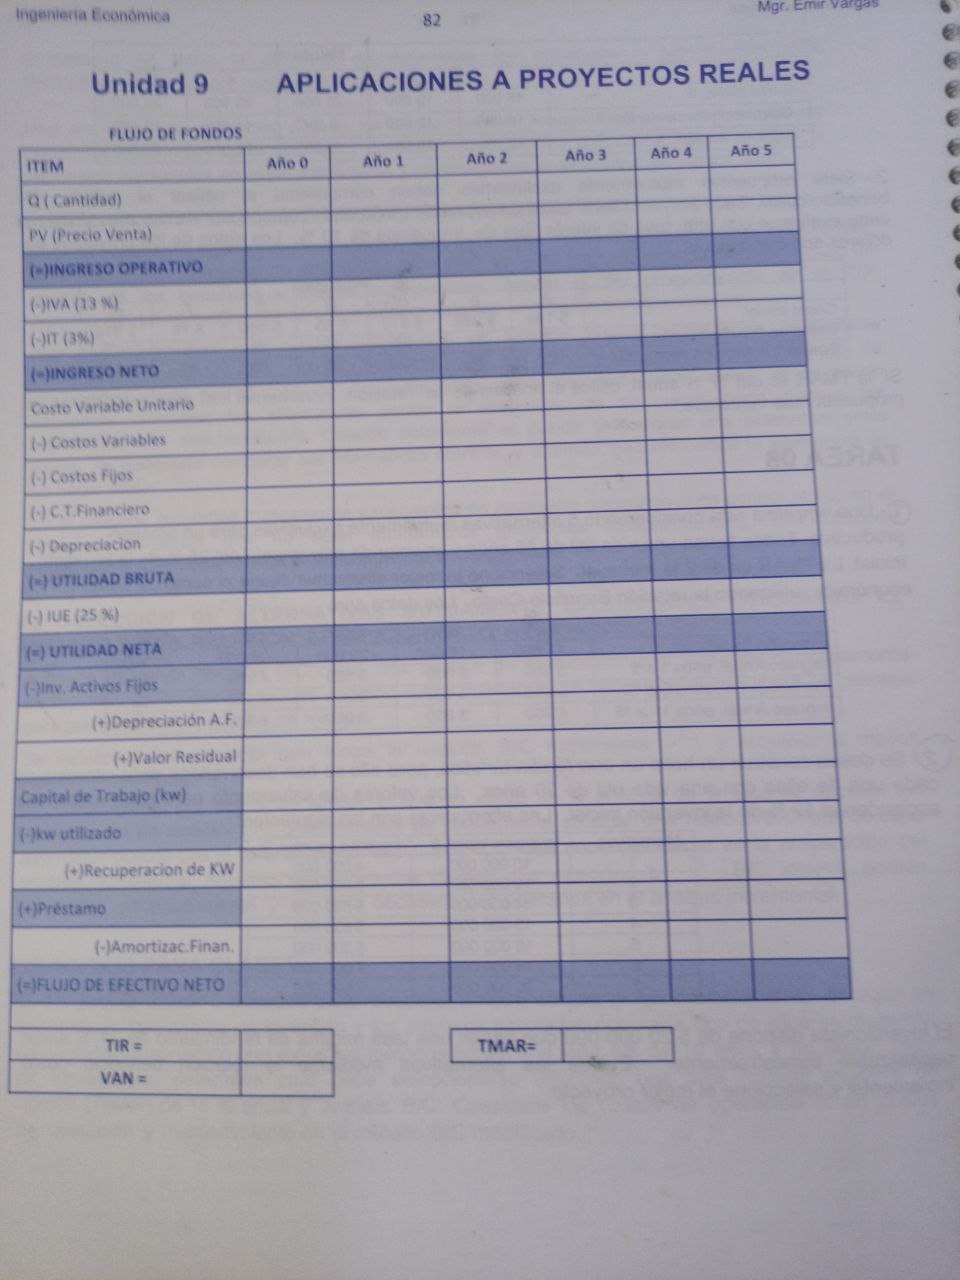 Ingeniería Económica 82 Mgr. Emir Vargas
Unidad 9 APLICACIONES A PROYECTOS REALES
FLUJO DE FONDOS
ITEM Año 0 Año 1 Año 2 Año 3 Año 4 Año 5
Q ( Cantidad)
PV (Precio Venta)
(=)INGRESO OPERATIVO
(-)IVA (13 %)
(-)IT (3%)
(=)INGRESO NETO
Costo Variable Unitario
(-) Costos Variables
(-) Costos Fijos
(-) C.T.Financiero
(-) Depreciacion
(=) UTILIDAD BRUTA
(-) IUE (25 %)
(=) UTILIDAD NETA
(-)Inv. Activos Fijos
(+)Depreciación A.F.
(+)Valor Residual
Capital de Trabajo (kw)
(-)kw utilizado
(+)Recuperacion de KW
(+)Préstamo
(-)Amortizac.Finan.
(=)FLUJO DE EFECTIVO NETO
TIR = TMAR=
VAN =